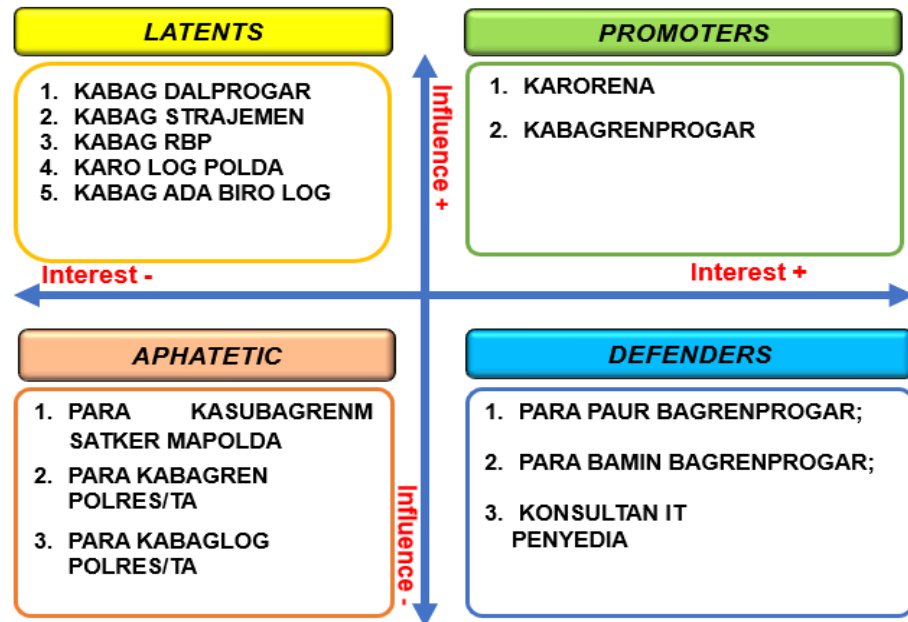 LATENTS
1. KABAG DALPROGAR
2. KABAG STRAJEMEN
3. KABAG RBP
4. KARO LOG POLDA
5. KABAG ADA BIRO LOG
PROMOTERS
1. KARORENA
2. KABAGRENPROGAR
Influence +
Interest -
Interest +
APHATETIC
1. PARA KASUBAGRENM
SATKER MAPOLDA
2. PARA KABAGREN
POLRES/TA
3. PARA KABAGLOG
POLRES/TA
Influence -
DEFENDERS
1. PARA PAUR BAGRENPROGAR;
2. PARA BAMIN BAGRENPROGAR;
3. KONSULTAN IT
PENYEDIA